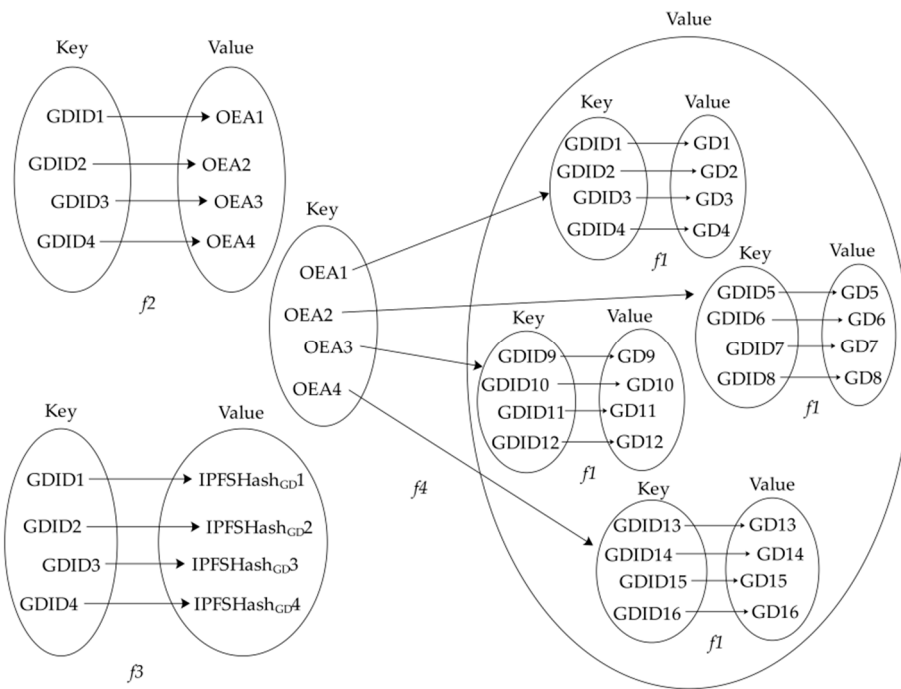 Key Value
GDID1 OEA1
GDID2 OEA2
GDID3 OEA3
GDID4 OEA4
f2
Key Value
GDID1 IPFSHashGD1
GDID2 IPFSHashGD2
GDID3 IPFSHashGD3
GDID4 IPFSHashGD4
f3
Key
OEA1
OEA2
OEA3
OEA4
f4
Value
Key Value
GDID1 GD1
GDID2 GD2
GDID3 GD3
GDID4 GD4
f1
Key Value
GDID5 GD5
GDID6 GD6
GDID7 GD7
GDID8 GD8
f1
Key Value
GDID9 GD9
GDID10 GD10
GDID11 GD11
GDID12 GD12
f1
Key Value
GDID13 GD13
GDID14 GD14
GDID15 GD15
GDID16 GD16
f1